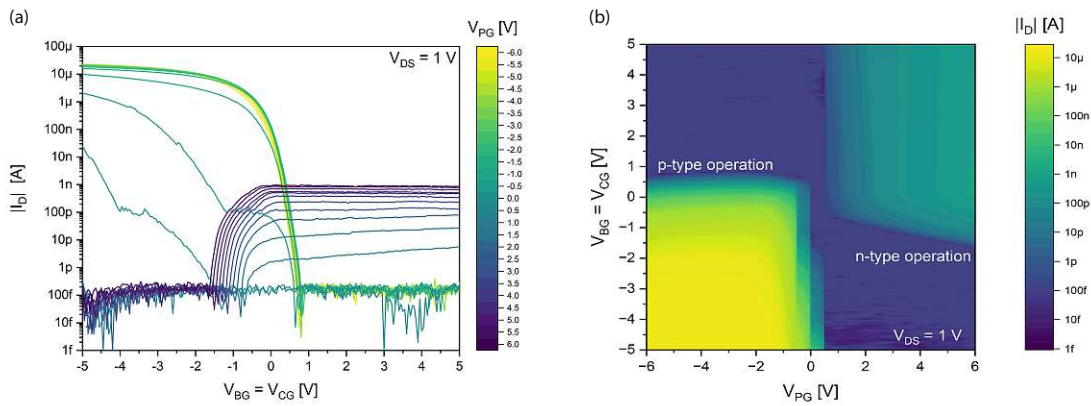 (a)
V_PG [V]
100μ
10μ
1μ
100n
10n
1n
100p
10p
1p
100f
10f
1f
|I_D| [A]
V_DS = 1 V
-5 -4 -3 -2 -1 0 1 2 3 4 5
V_BG = V_CG [V]
-6.0
-5.5
-5.0
-4.5
-4.0
-3.5
-3.0
-2.5
-2.0
-1.5
-1.0
-0.5
0.0
0.5
1.0
1.5
2.0
2.5
3.0
3.5
4.0
4.5
5.0
5.5
6.0
(b)
|I_D| [A]
5
4
3
2
1
0
-1
-2
-3
-4
-5
V_BG = V_CG [V]
p-type operation
n-type operation
V_DS = 1 V
-6 -4 -2 0 2 4 6
V_PG [V]
10μ
1μ
100n
10n
1n
100p
10p
1p
100f
10f
1f